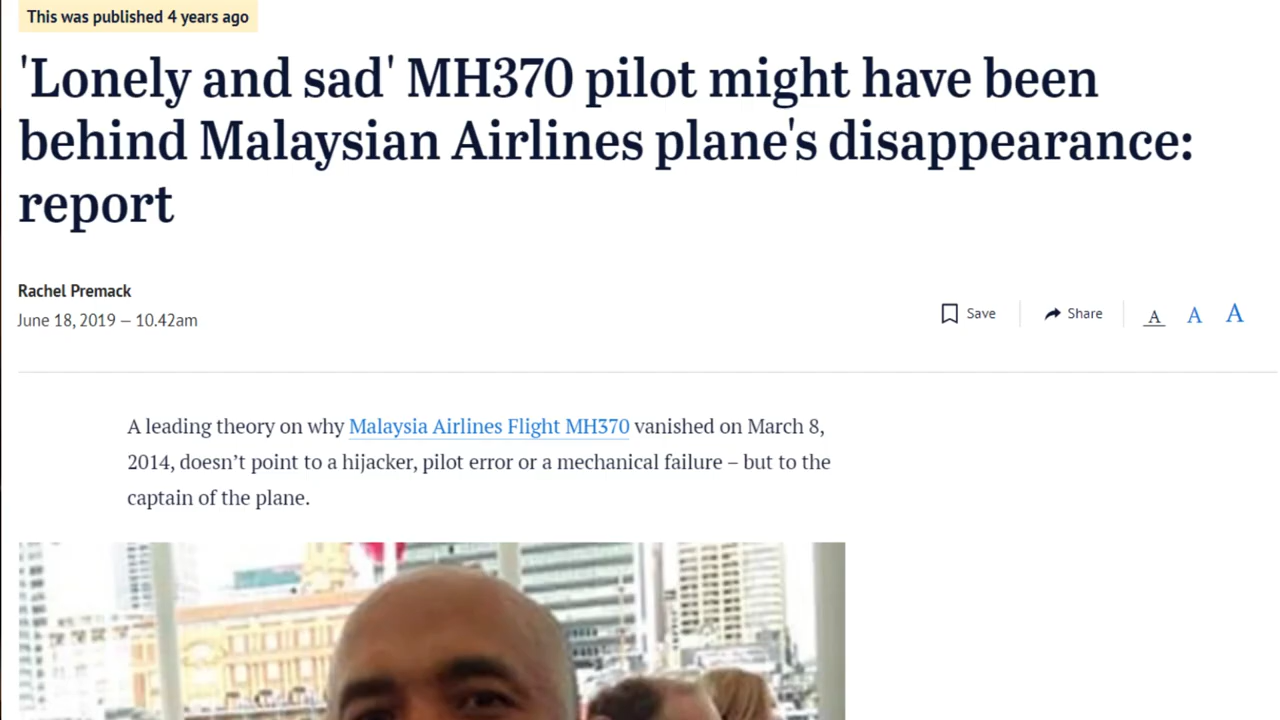 This was published 4 years ago
'Lonely and sad' MH370 pilot might have been
behind Malaysian Airlines plane's disappearance:
report
Rachel Premack
June 18, 2019 – 10.42am
Save
Share
A A A
A leading theory on why Malaysia Airlines Flight MH370 vanished on March 8,
2014, doesn’t point to a hijacker, pilot error or a mechanical failure – but to the
captain of the plane.